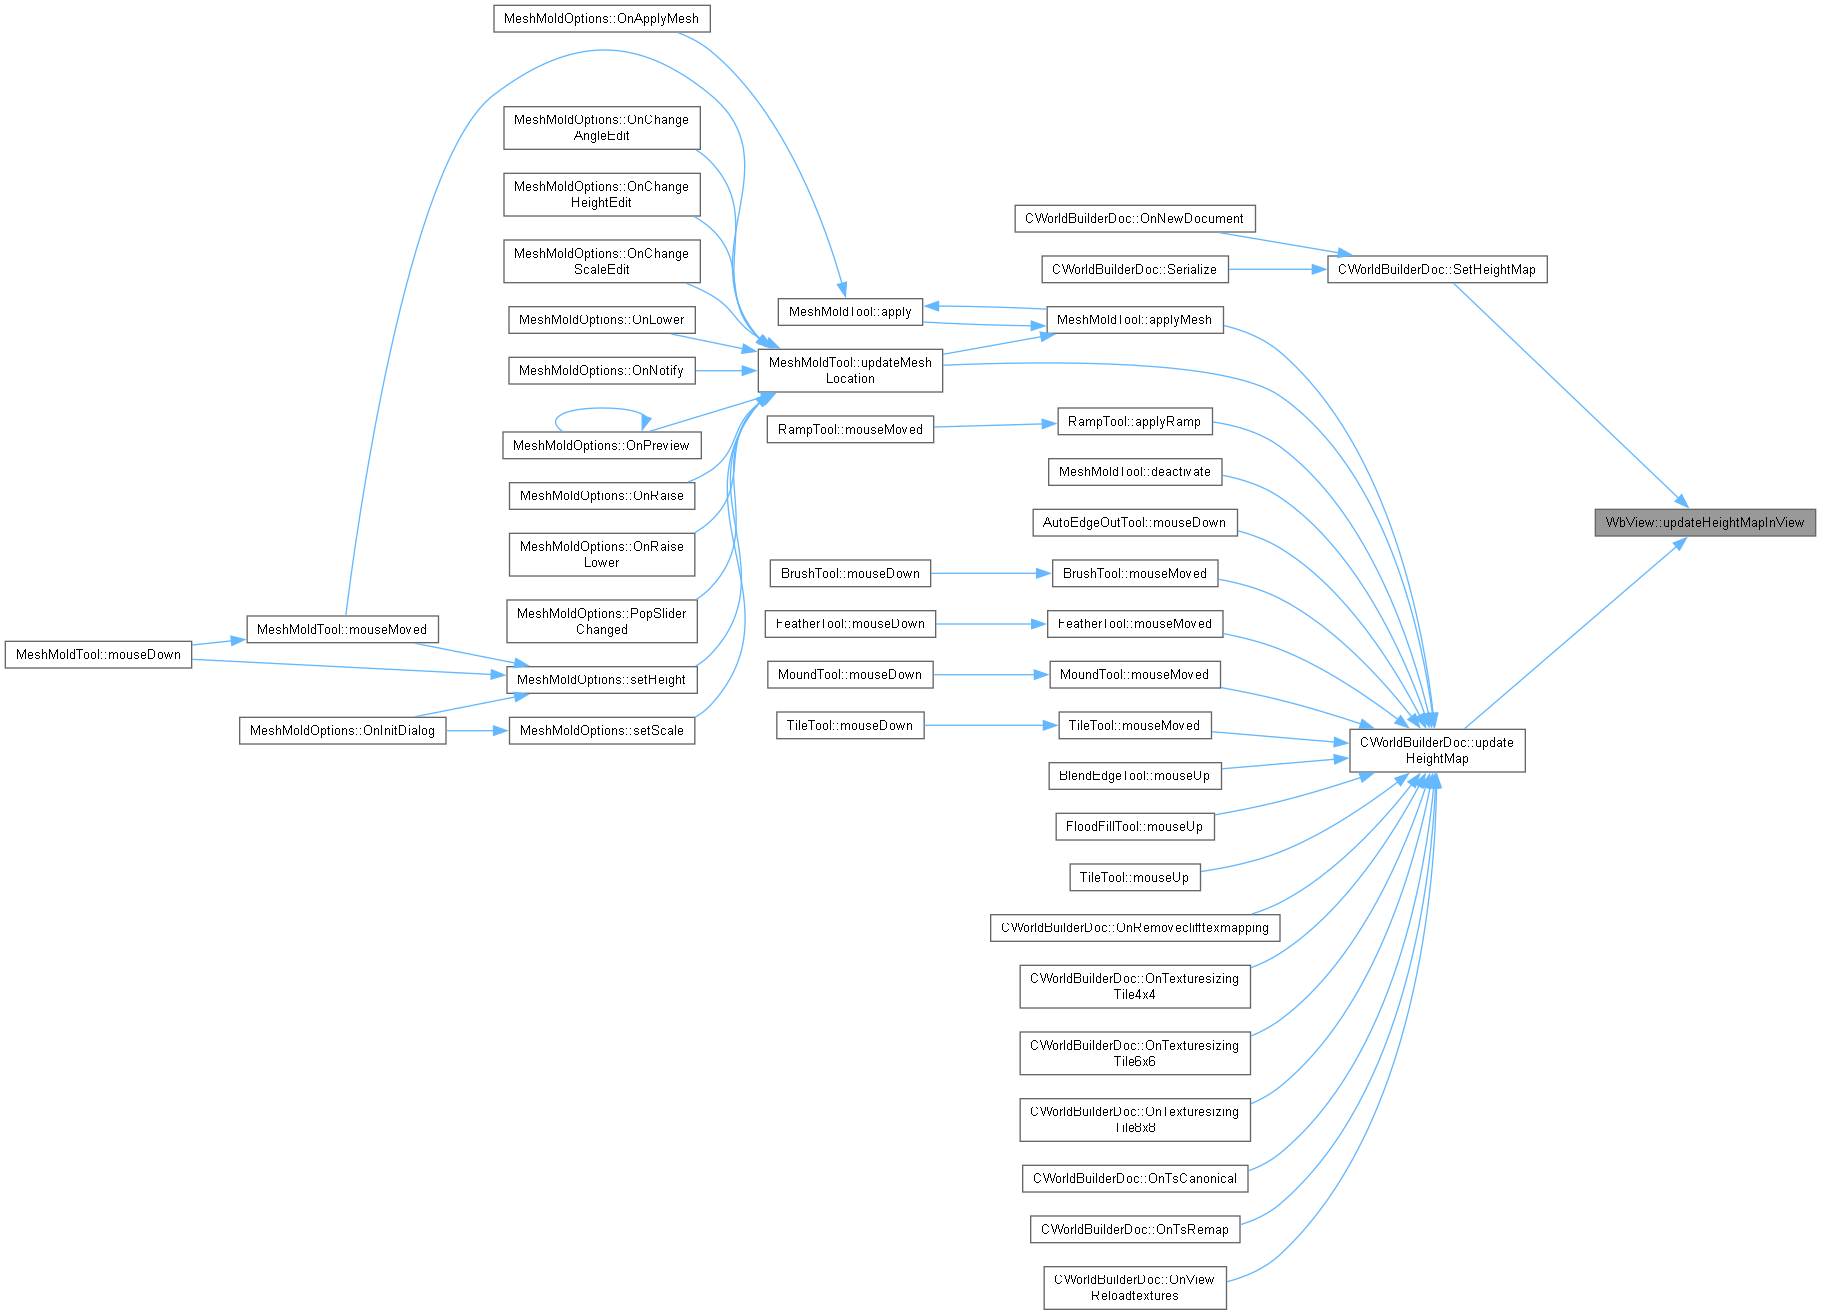 MeshMoldOptions::OnApplyMesh
MeshMoldOptions::OnChange
AngleEdit
MeshMoldOptions::OnChange
HeightEdit
MeshMoldOptions::OnChange
ScaleEdit
MeshMoldOptions::OnLower
MeshMoldOptions::OnNotify
MeshMoldOptions::OnPreview
MeshMoldOptions::OnRaise
MeshMoldOptions::OnRaise
Lower
MeshMoldOptions::PopSlider
Changed
MeshMoldTool::mouseMoved
MeshMoldTool::mouseDown
MeshMoldOptions::setHeight
MeshMoldOptions::OnInitDialog
MeshMoldOptions::setScale
MeshMoldTool::apply
MeshMoldTool::updateMesh
Location
RampTool::mouseMoved
BrushTool::mouseDown
FeatherTool::mouseDown
MoundTool::mouseDown
TileTool::mouseDown
CWorldBuilderDoc::OnNewDocument
CWorldBuilderDoc::Serialize
MeshMoldTool::applyMesh
RampTool::applyRamp
MeshMoldTool::deactivate
AutoEdgeOutTool::mouseDown
BrushTool::mouseMoved
FeatherTool::mouseMoved
MoundTool::mouseMoved
TileTool::mouseMoved
BlendEdgeTool::mouseUp
FloodFillTool::mouseUp
TileTool::mouseUp
CWorldBuilderDoc::OnRemoveclifftexmapping
CWorldBuilderDoc::OnTexturesizing
Tile4x4
CWorldBuilderDoc::OnTexturesizing
Tile6x6
CWorldBuilderDoc::OnTexturesizing
Tile8x8
CWorldBuilderDoc::OnTsCanonical
CWorldBuilderDoc::OnTsRemap
CWorldBuilderDoc::OnView
Reloadtextures
CWorldBuilderDoc::SetHeightMap
CWorldBuilderDoc::update
HeightMap
WbView::updateHeightMapInView